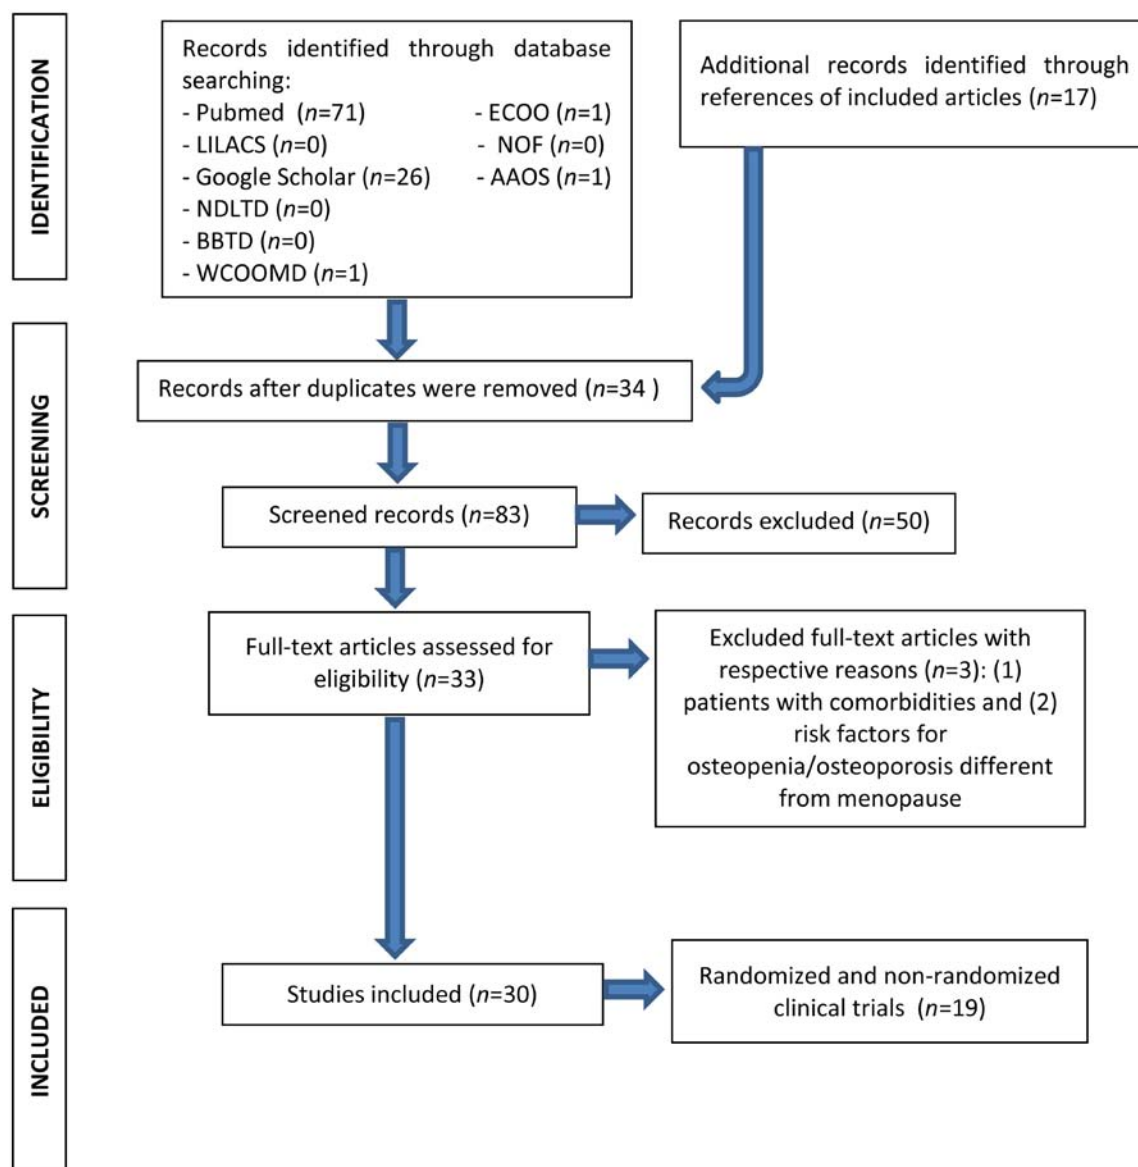 IDENTIFICATION
Records identified through database
searching:
- Pubmed (n=71)
- LILACS (n=0)
- Google Scholar (n=26)
- NDLTD (n=0)
- BBTD (n=0)
- WCOOMD (n=1)
- ECOO (n=1)
- NOF (n=0)
- AAOS (n=1)
Additional records identified through
references of included articles (n=17)
SCREENING
Records after duplicates were removed (n=34 )
Screened records (n=83)
Records excluded (n=50)
ELIGIBILITY
Full-text articles assessed for
eligibility (n=33)
Excluded full-text articles with
respective reasons (n=3): (1)
patients with comorbidities and (2)
risk factors for
osteopenia/osteoporosis different
from menopause
INCLUDED
Studies included (n=30)
Randomized and non-randomized
clinical trials (n=19)